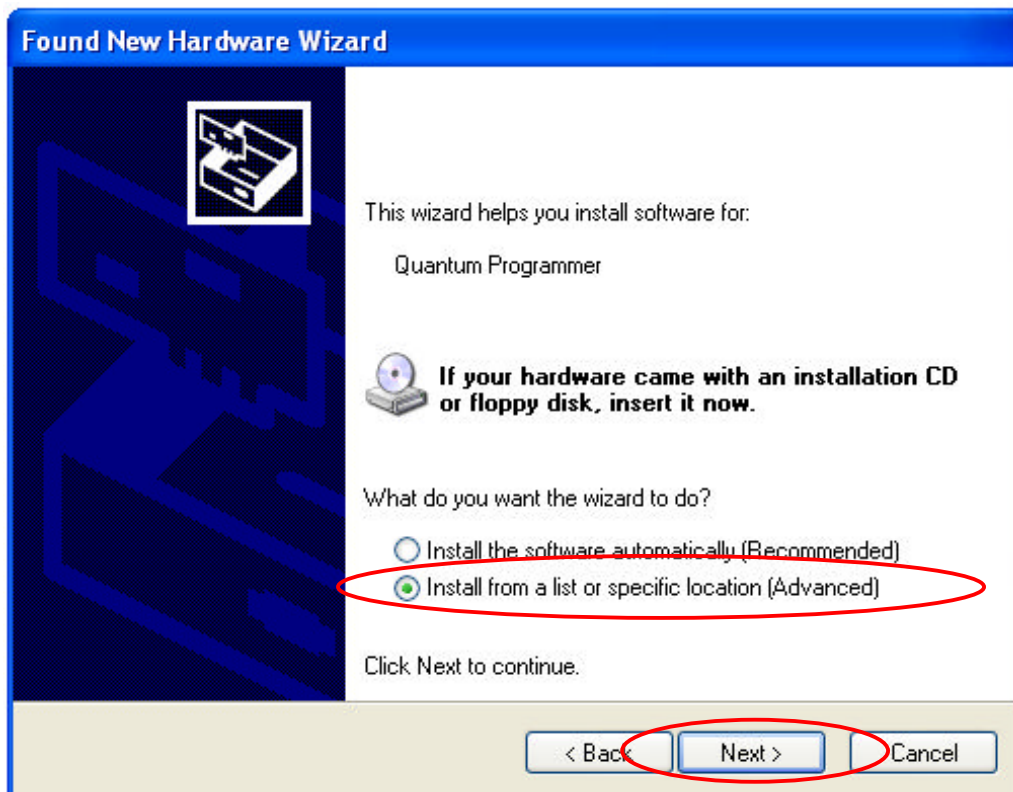 Found New Hardware Wizard
This wizard helps you install software for:
Quantum Programmer
If your hardware came with an installation CD
or floppy disk, insert it now.
What do you want the wizard to do?
Install the software automatically (Recommended)
Install from a list or specific location (Advanced)
Click Next to continue.
< Back Next > Cancel